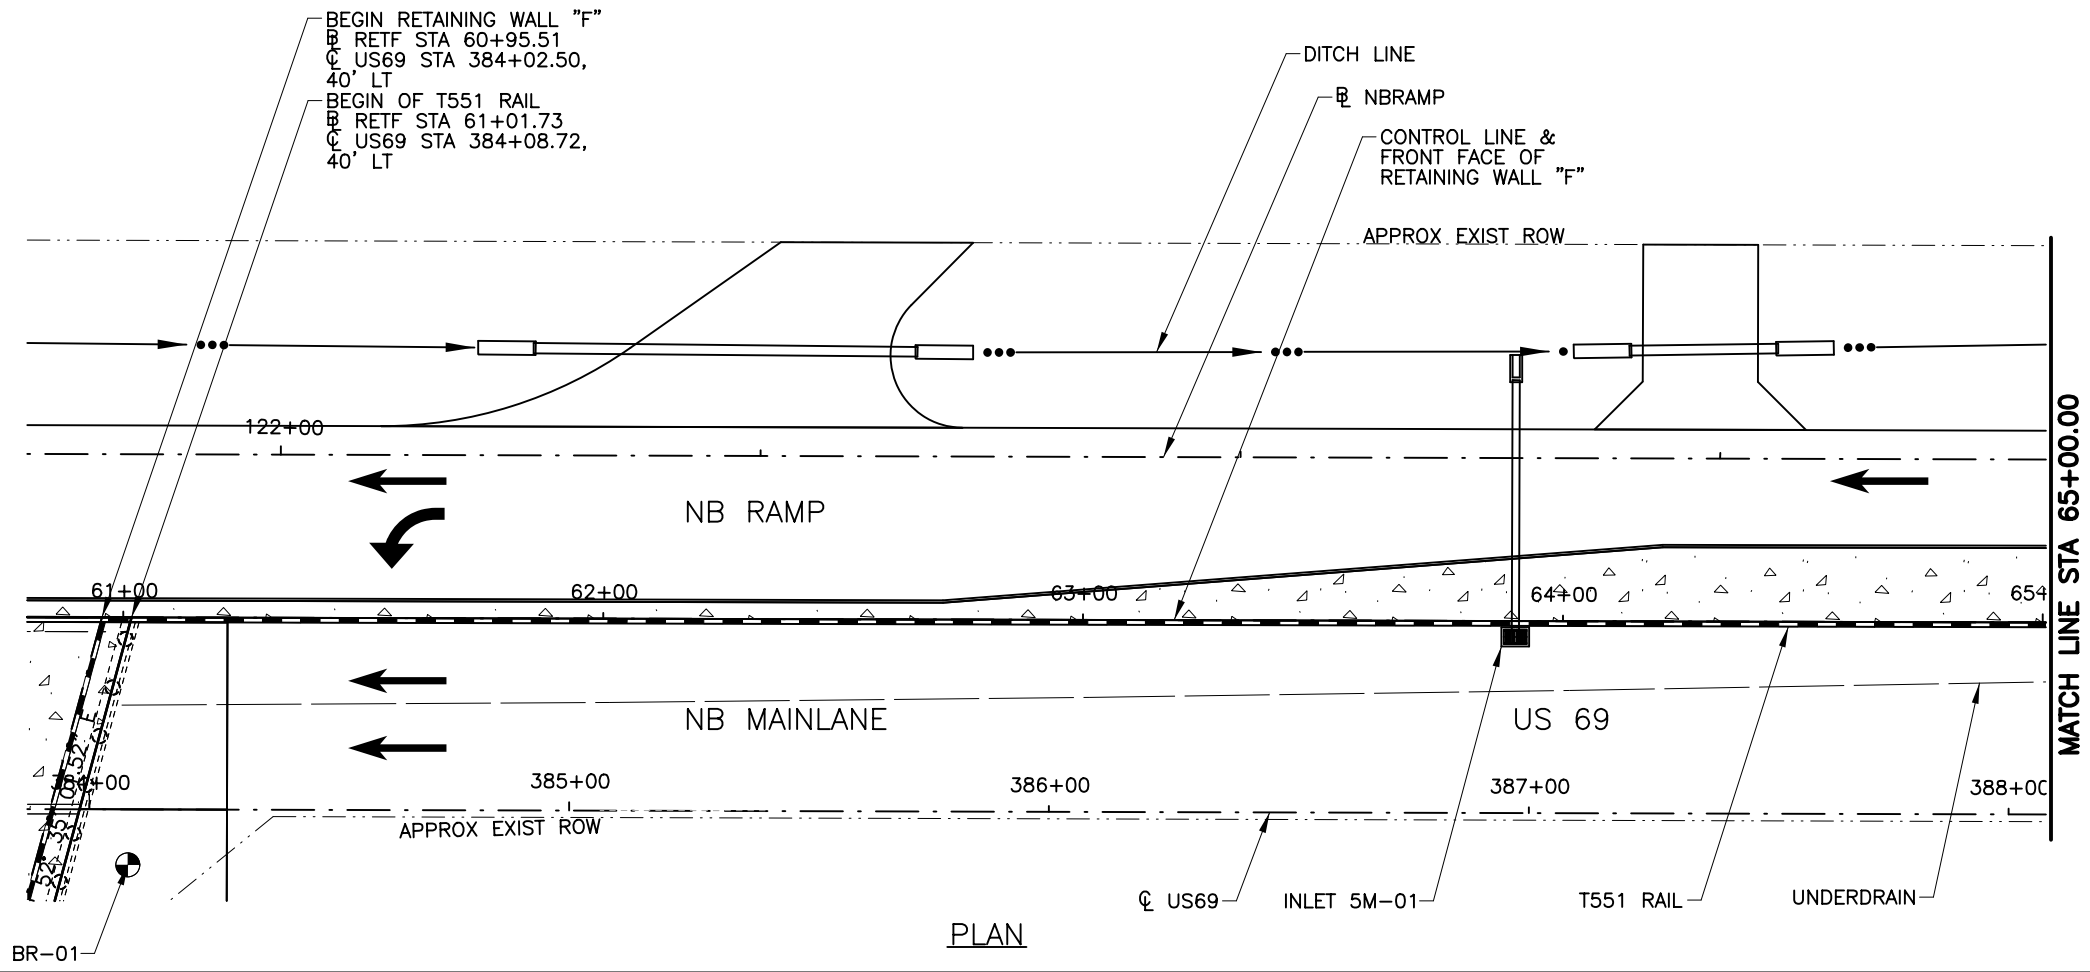 BEGIN RETAINING WALL "F"
℄ RETF STA 60+95.51
℄ US69 STA 384+02.50,
40' LT
BEGIN OF T551 RAIL
℄ RETF STA 61+01.73
℄ US69 STA 384+08.72,
40' LT
DITCH LINE
℄ NBRAMP
CONTROL LINE &
FRONT FACE OF
RETAINING WALL "F"
APPROX EXIST ROW
122+00
NB RAMP
61+00
62+00
63+00
64+00
65+
MATCH LINE STA 65+00.00
NB MAINLANE
US 69
385+00
386+00
387+00
388+00
APPROX EXIST ROW
℄ US69
INLET 5M-01
T551 RAIL
UNDERDRAIN
BR-01
PLAN